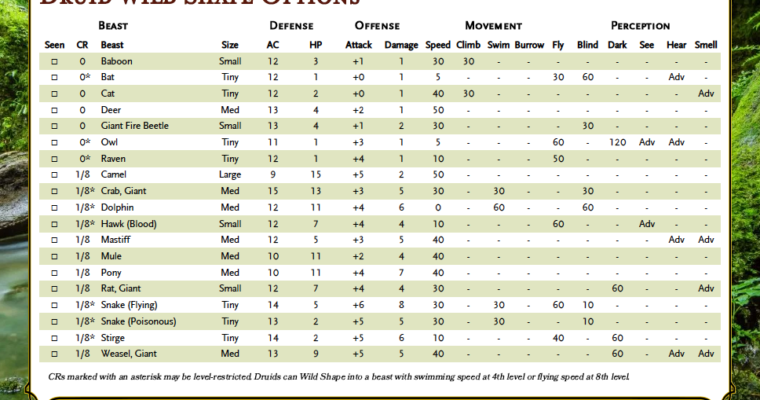 DRUID WILD SHAPE OPTIONS
BEAST DEFENSE OFFENSE MOVEMENT PERCEPTION
Seen CR Beast Size AC HP Attack Damage Speed Climb Swim Burrow Fly Blind Dark See Hear Smell
□ 0 Baboon Small 12 3 +1 1 30 30 - - - - - - - -
□ 0* Bat Tiny 12 1 +0 1 5 - - - 30 60 - - Adv -
□ 0 Cat Tiny 12 2 +0 1 40 30 - - - - - - - Adv
□ 0 Deer Med 13 4 +2 1 50 - - - - - - - - -
□ 0 Giant Fire Beetle Small 13 4 +1 2 30 - - - - 30 - - - -
□ 0* Owl Tiny 11 1 +3 1 5 - - - 60 - 120 Adv Adv -
□ 0* Raven Tiny 12 1 +4 1 10 - - - 50 - - - - -
□ 1/8 Camel Large 9 15 +5 2 50 - - - - - - - - -
□ 1/8* Crab, Giant Med 15 13 +3 5 30 - 30 - - 30 - - - -
□ 1/8* Dolphin Med 12 11 +4 6 0 - 60 - - 60 - - - -
□ 1/8* Hawk (Blood) Small 12 7 +4 4 10 - - - 60 - - Adv - -
□ 1/8 Mastiff Med 12 5 +3 5 40 - - - - - - - Adv Adv
□ 1/8 Mule Med 10 11 +2 4 40 - - - - - - - - -
□ 1/8 Pony Med 10 11 +4 7 40 - - - - - - - - -
□ 1/8 Rat, Giant Small 12 7 +4 4 30 - - - - - 60 - - Adv
□ 1/8* Snake (Flying) Tiny 14 5 +6 8 30 - 30 - 60 10 - - - -
□ 1/8* Snake (Poisonous) Tiny 13 2 +5 5 30 - 30 - - 10 - - - -
□ 1/8* Stirge Tiny 14 2 +5 6 10 - - - 40 - 60 - - -
□ 1/8 Weasel, Giant Med 13 9 +5 5 40 - - - - - 60 - Adv Adv
CRs marked with an asterisk may be level-restricted. Druids can Wild Shape into a beast with swimming speed at 4th level or flying speed at 8th level.